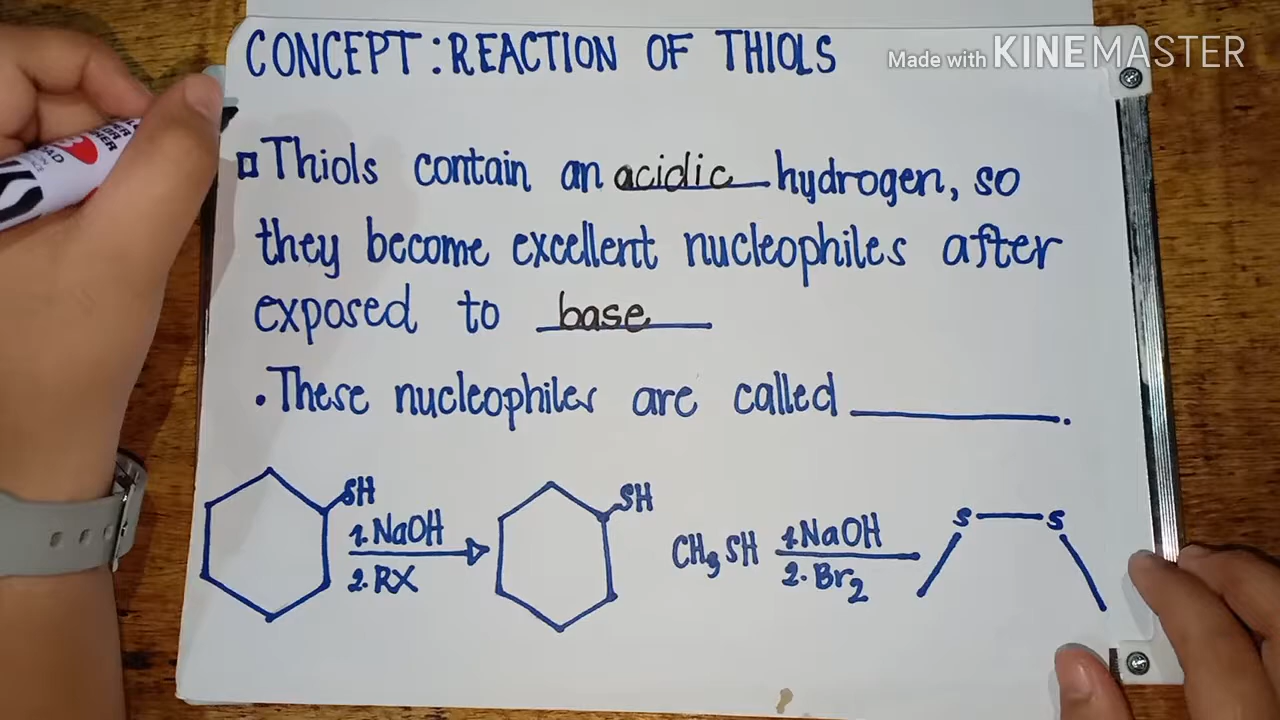 CONCEPT: REACTION OF THIOLS
Made with KINEMASTER
Thiols contain an acidic hydrogen, so
they become excellent nucleophiles after
exposed to base
• These nucleophiles are called ________.
SH
1. NaOH
2. RX
SH
CH3SH
1. NaOH
2. Br2
S — S